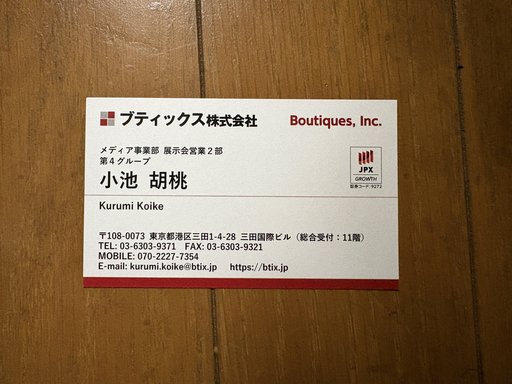 ブティックス株式会社
Boutiques, Inc.
メディア事業部 展示会営業2部
第4グループ
小池 胡桃
JPX
GROWTH
証券コード:9272
Kurumi Koike
〒108-0073 東京都港区三田1-4-28 三田国際ビル(総合受付:11階)
TEL: 03-6303-9371 FAX: 03-6303-9321
MOBILE: 070-2227-7354
E-mail: kurumi.koike@btix.jp https://btix.jp